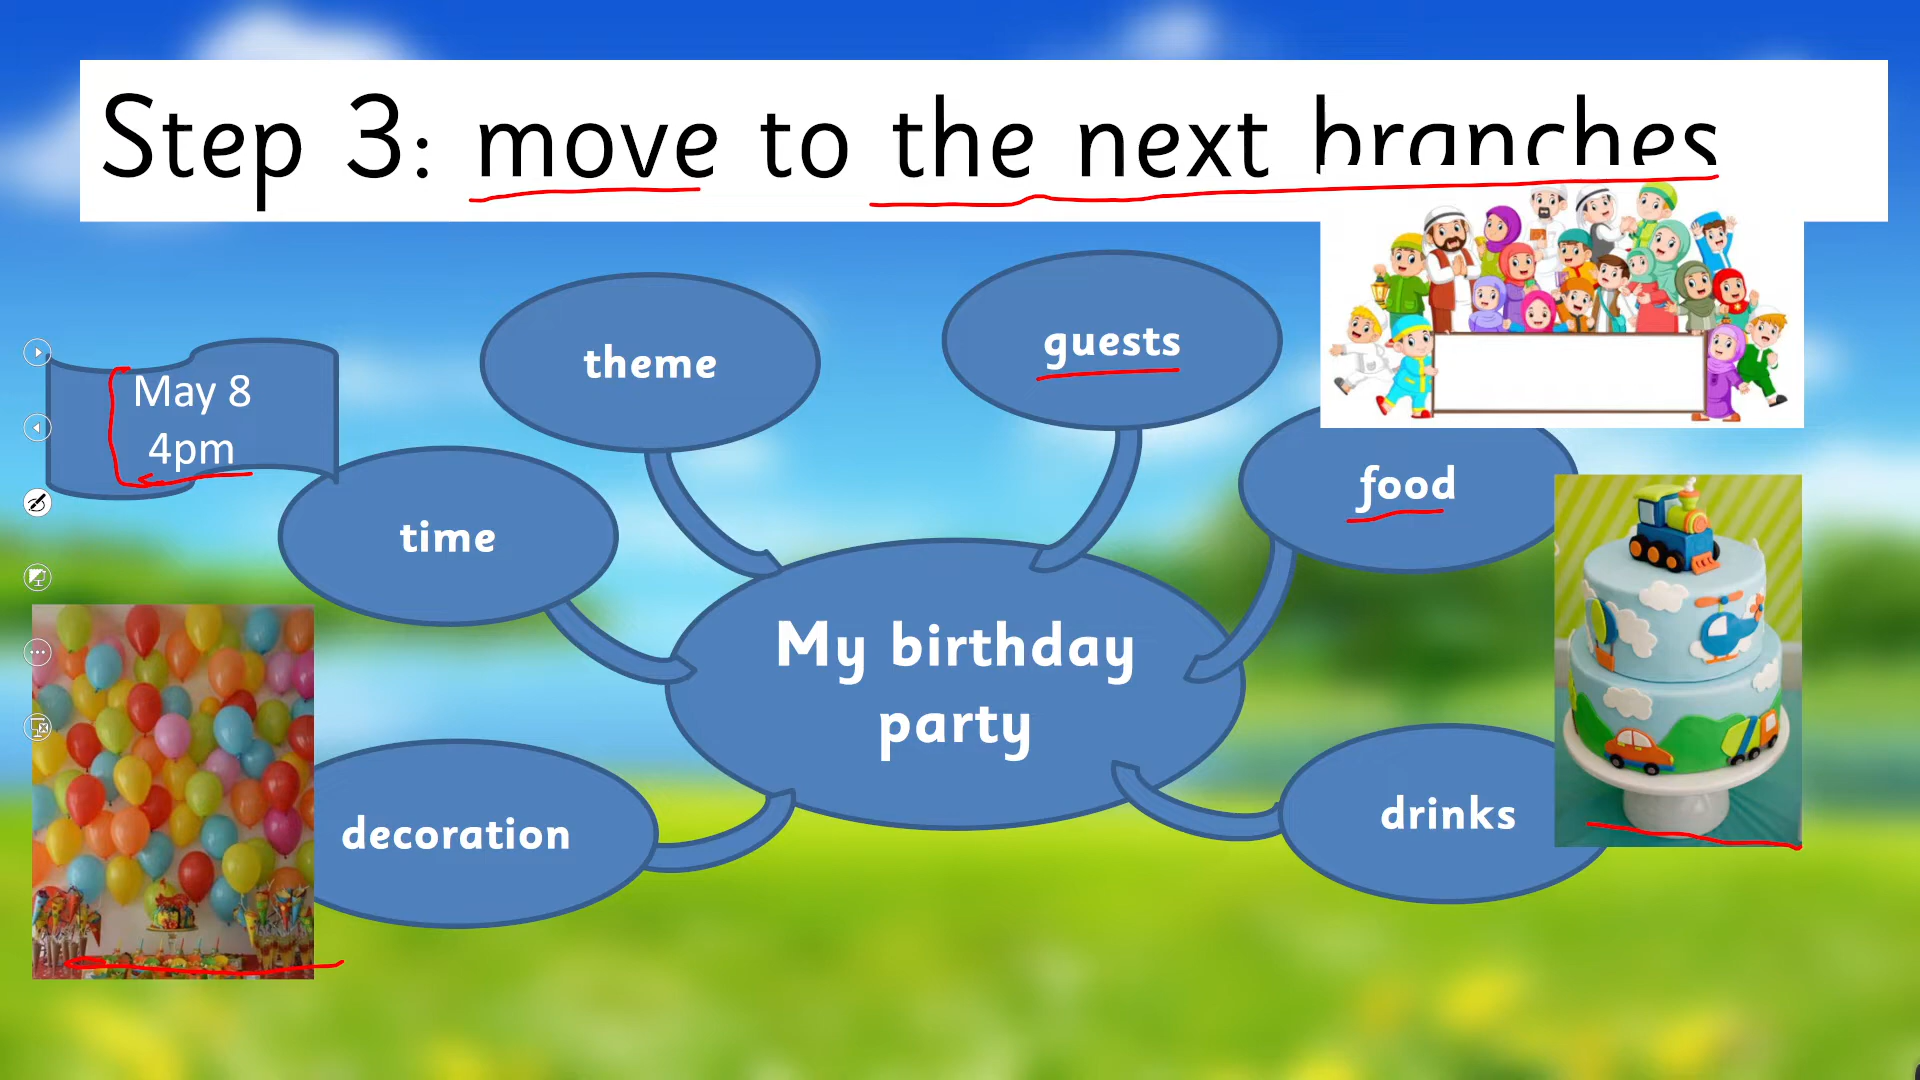 Step 3: move to the next branches
theme
guests
May 8
4pm
food
time
My birthday
party
decoration
drinks